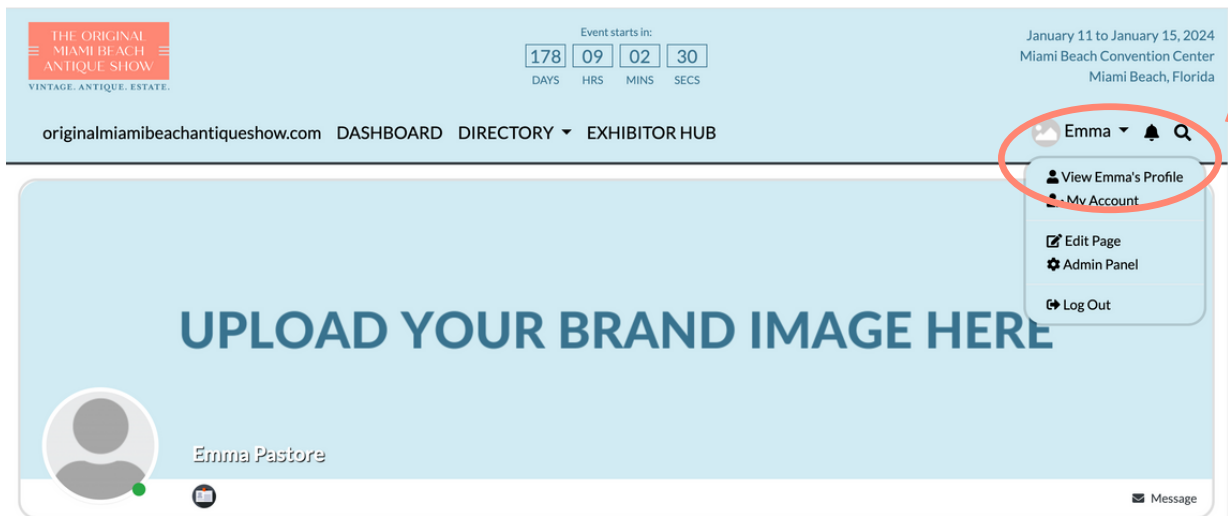 THE ORIGINAL
MIAMI BEACH
ANTIQUE SHOW
VINTAGE. ANTIQUE. ESTATE.
Event starts in:
178 09 02 30
DAYS HRS MINS SECS
January 11 to January 15, 2024
Miami Beach Convention Center
Miami Beach, Florida
originalmiamibeachantiqueshow.com DASHBOARD DIRECTORY EXHIBITOR HUB
Emma
View Emma's Profile
My Account
Edit Page
Admin Panel
Log Out
UPLOAD YOUR BRAND IMAGE HERE
Emma Pastore
Message